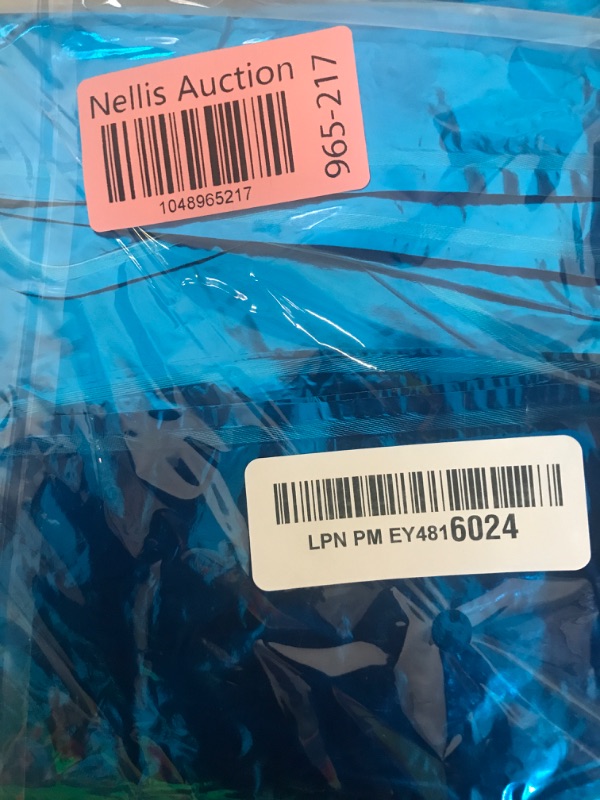 Nellis Auction
965-217
1048965217
LPN PM EY4816024